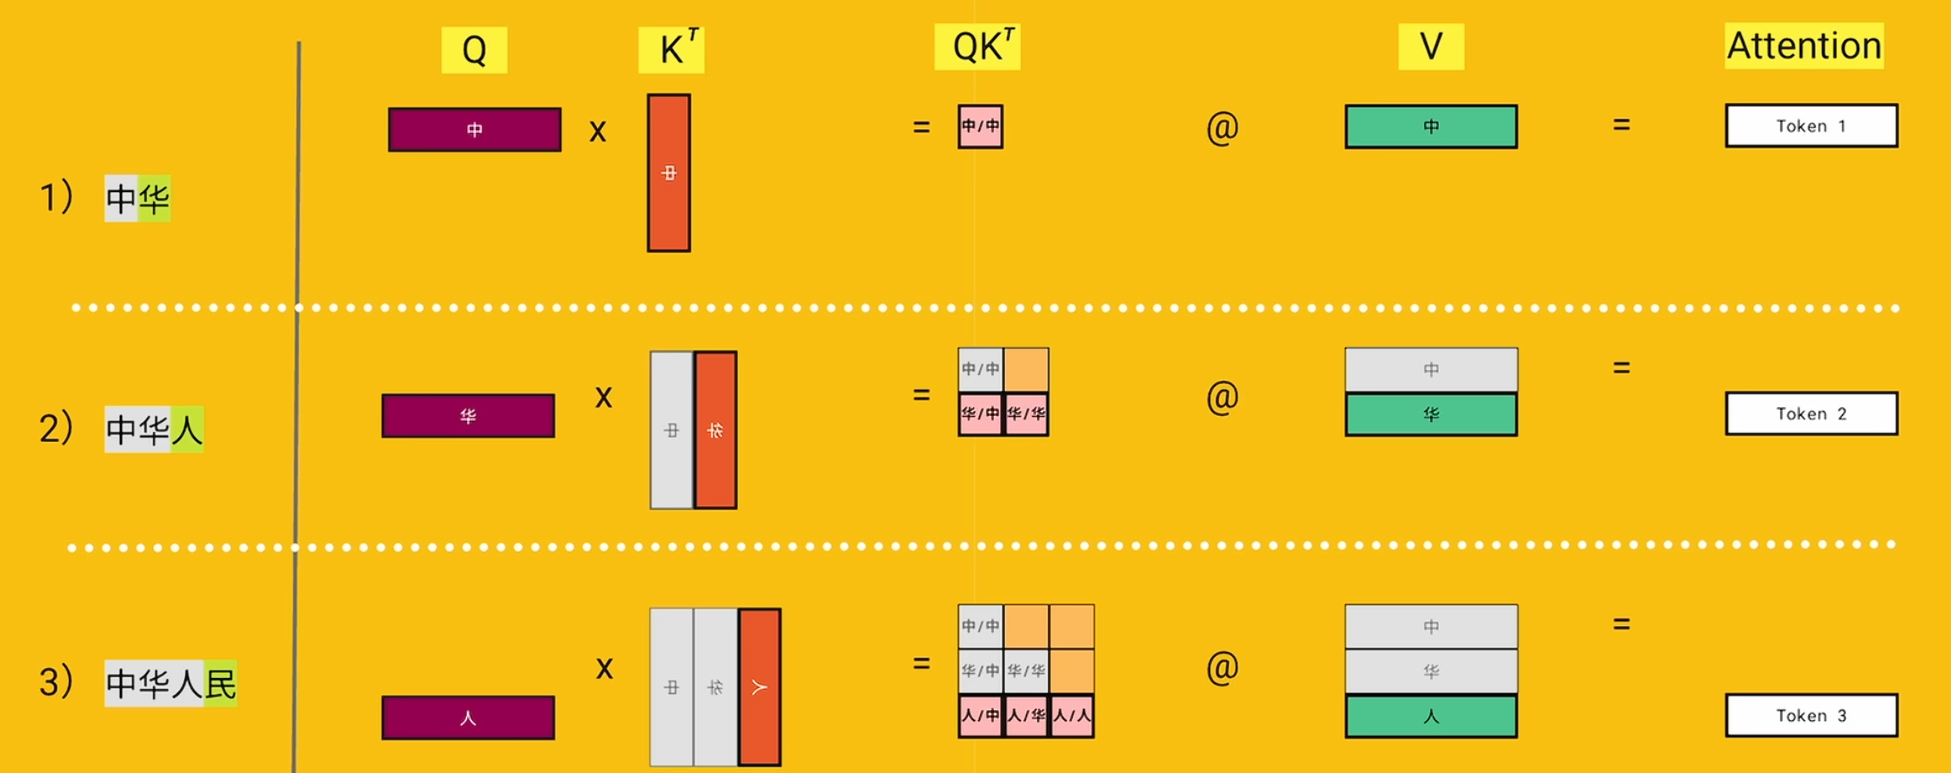 Q K^T QK^T V Attention
中 x 中 = 中/中 @ 中 = Token 1
1) 中华
中/中 中 =
2) 中华人 华 x 中 华 = 华/中 华/华 @ 华 Token 2
中/中 中 =
3) 中华人民 x 中 华 人 = 华/中 华/华 @ 华
人 人/中 人/华 人/人 人 Token 3